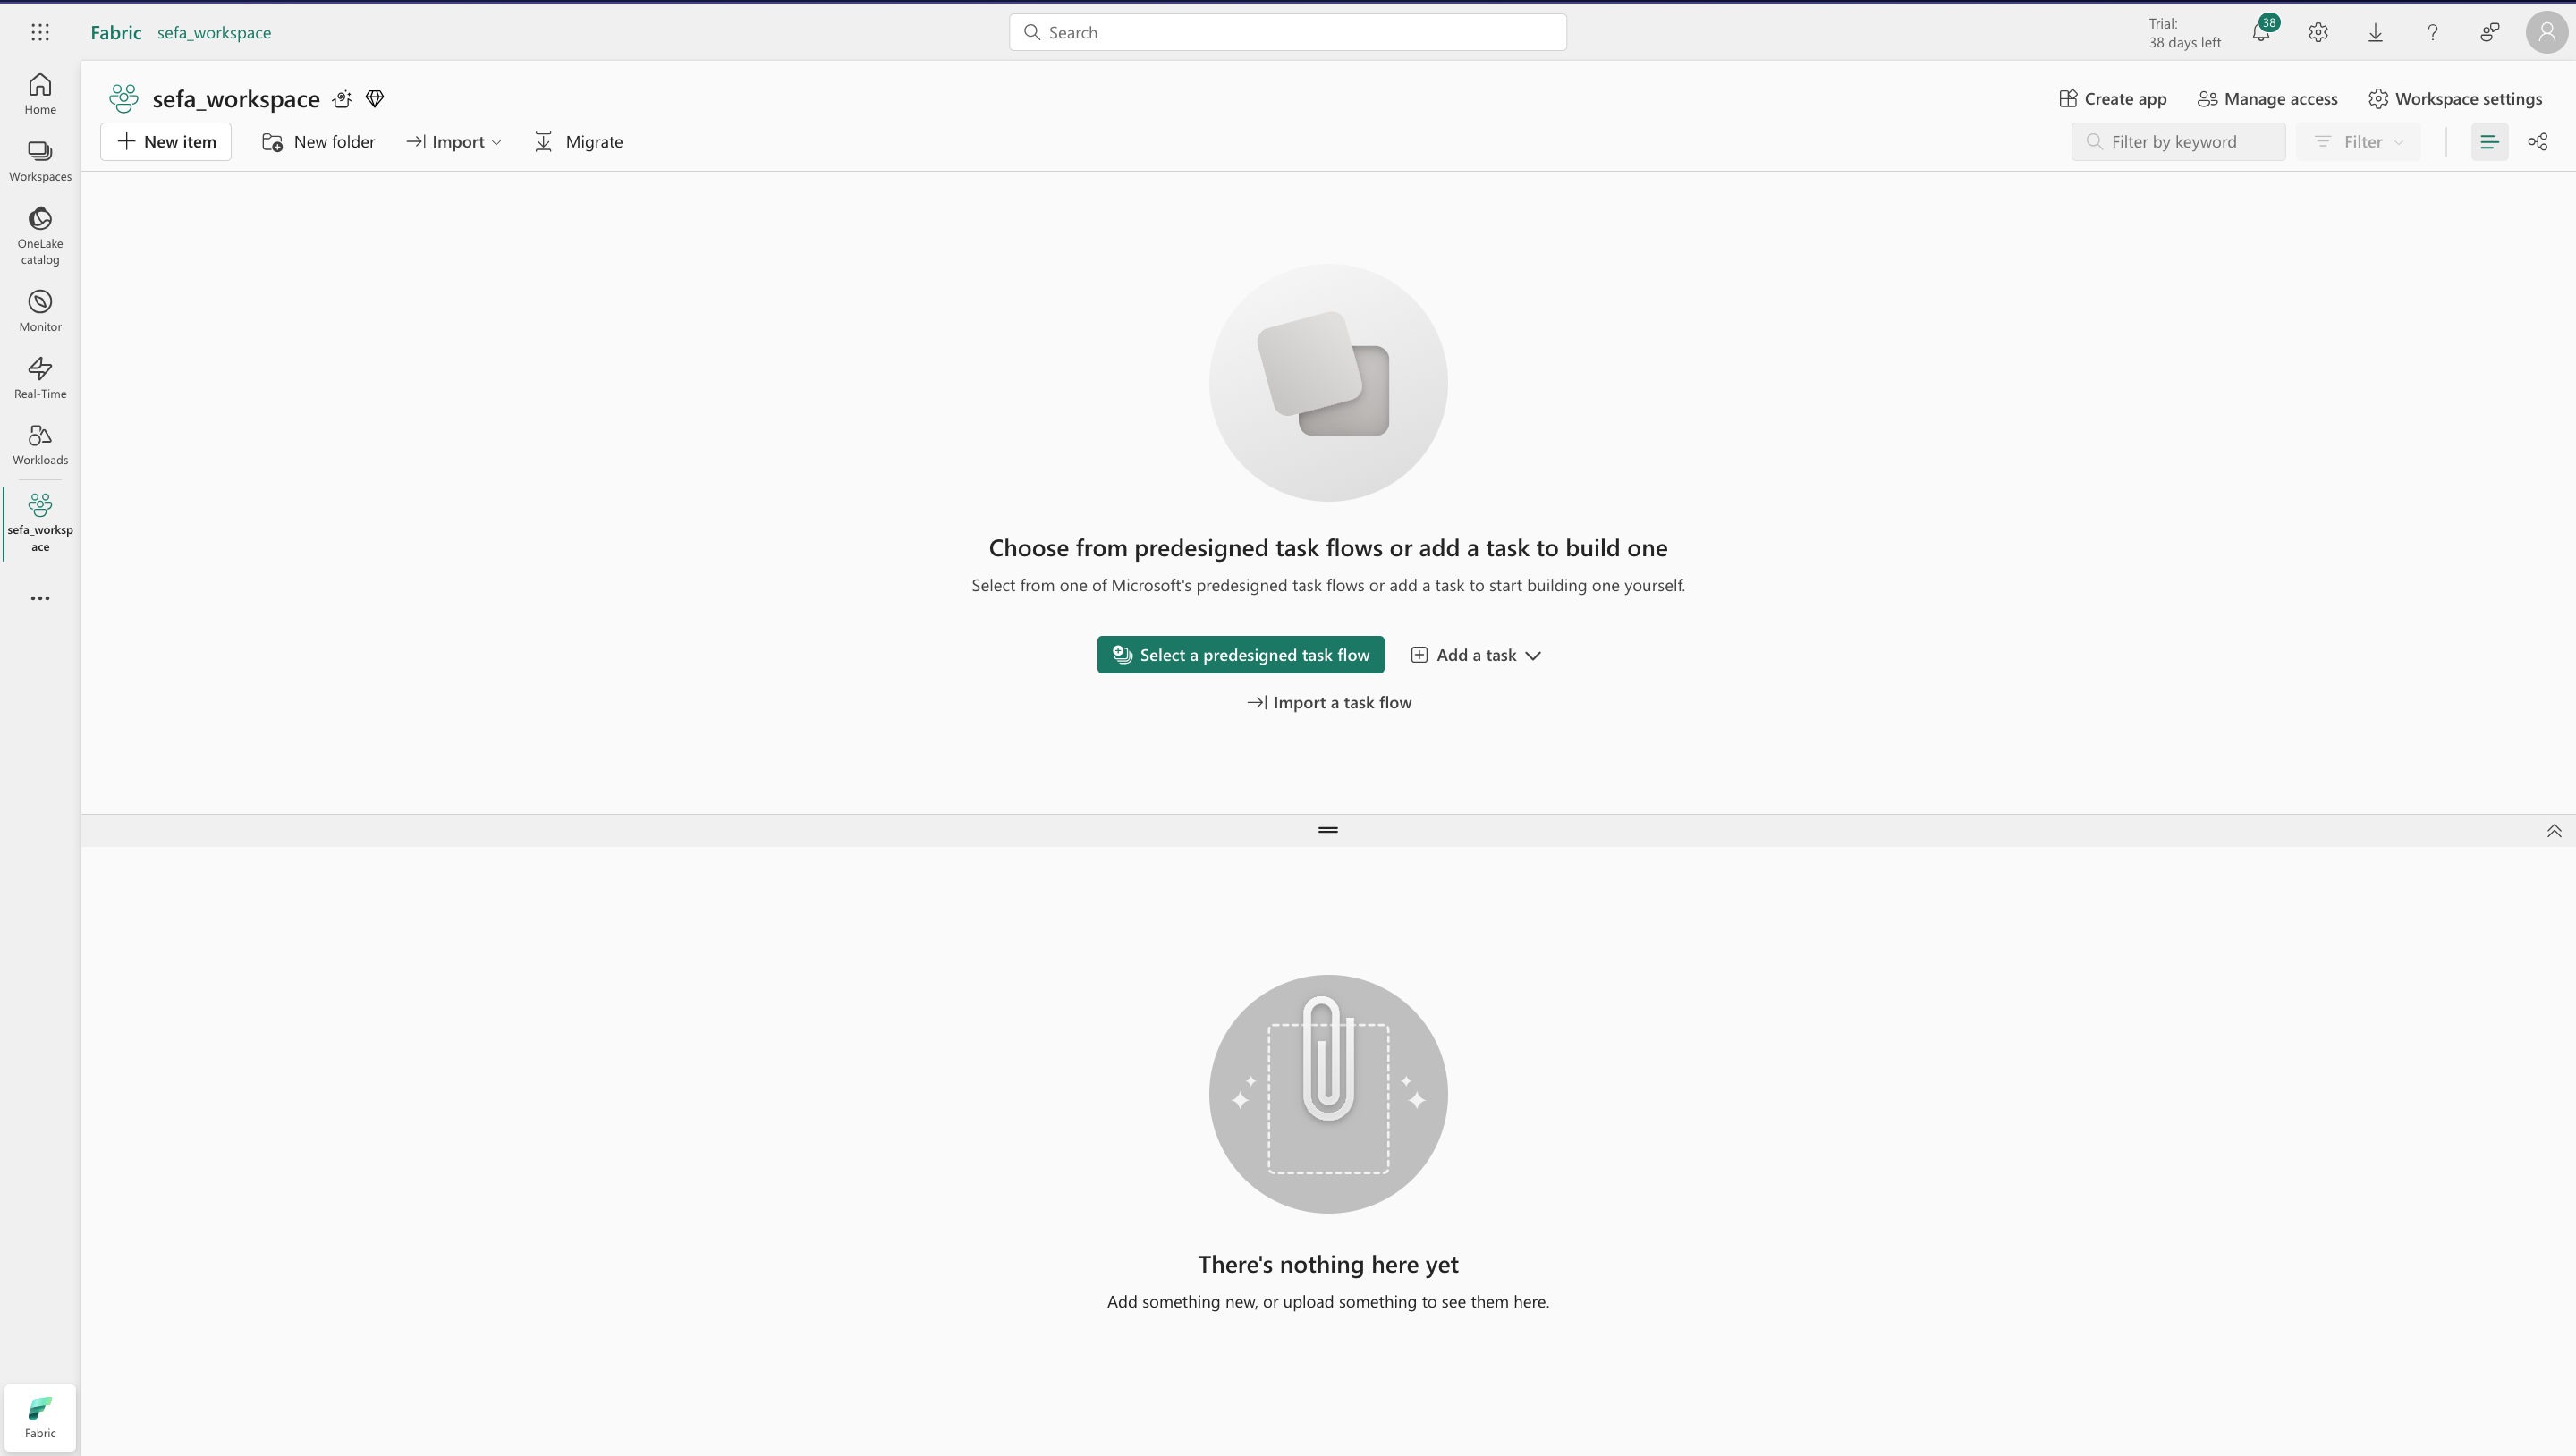 Fabric sefa_workspace
Search
Trial:
38 days left
38
Home
Workspaces
OneLake
catalog
Monitor
Real-Time
Workloads
sefa_worksp
ace
Fabric
sefa_workspace
Create app Manage access Workspace settings
New item New folder Import Migrate
Filter by keyword Filter
Choose from predesigned task flows or add a task to build one
Select from one of Microsoft's predesigned task flows or add a task to start building one yourself.
Select a predesigned task flow Add a task
Import a task flow
There's nothing here yet
Add something new, or upload something to see them here.